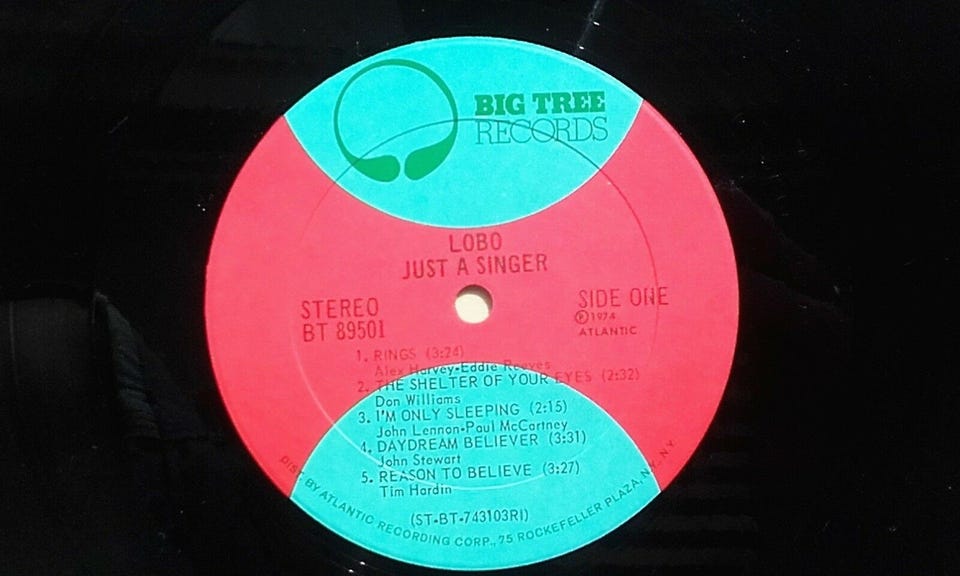 BIG TREE
RECORDS
LOBO
JUST A SINGER
STEREO
BT 89501
SIDE ONE
Ⓟ1974
ATLANTIC
1. RINGS (3:24)
Alex Harvey-Eddie Reeves
2. THE SHELTER OF YOUR EYES (2:32)
Don Williams
3. I'M ONLY SLEEPING (2:15)
John Lennon-Paul McCartney
4. DAYDREAM BELIEVER (3:31)
John Stewart
5. REASON TO BELIEVE (3:27)
Tim Hardin
(ST-BT-743103RI)
DIST. BY ATLANTIC RECORDING CORP., 75 ROCKEFELLER PLAZA, N.Y., N.Y.